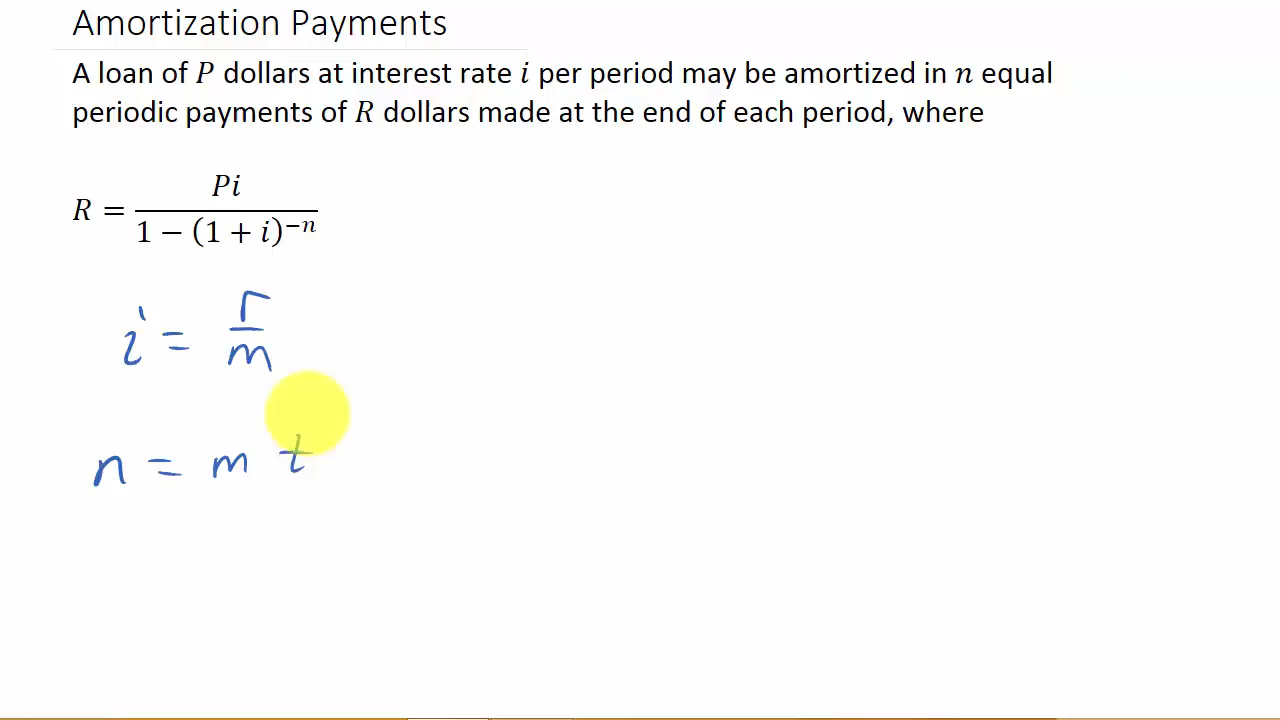 Amortization Payments
A loan of P dollars at interest rate i per period may be amortized in n equal
periodic payments of R dollars made at the end of each period, where
R = Pi / 1 − (1 + i)^−n
i = r / m
n = m t